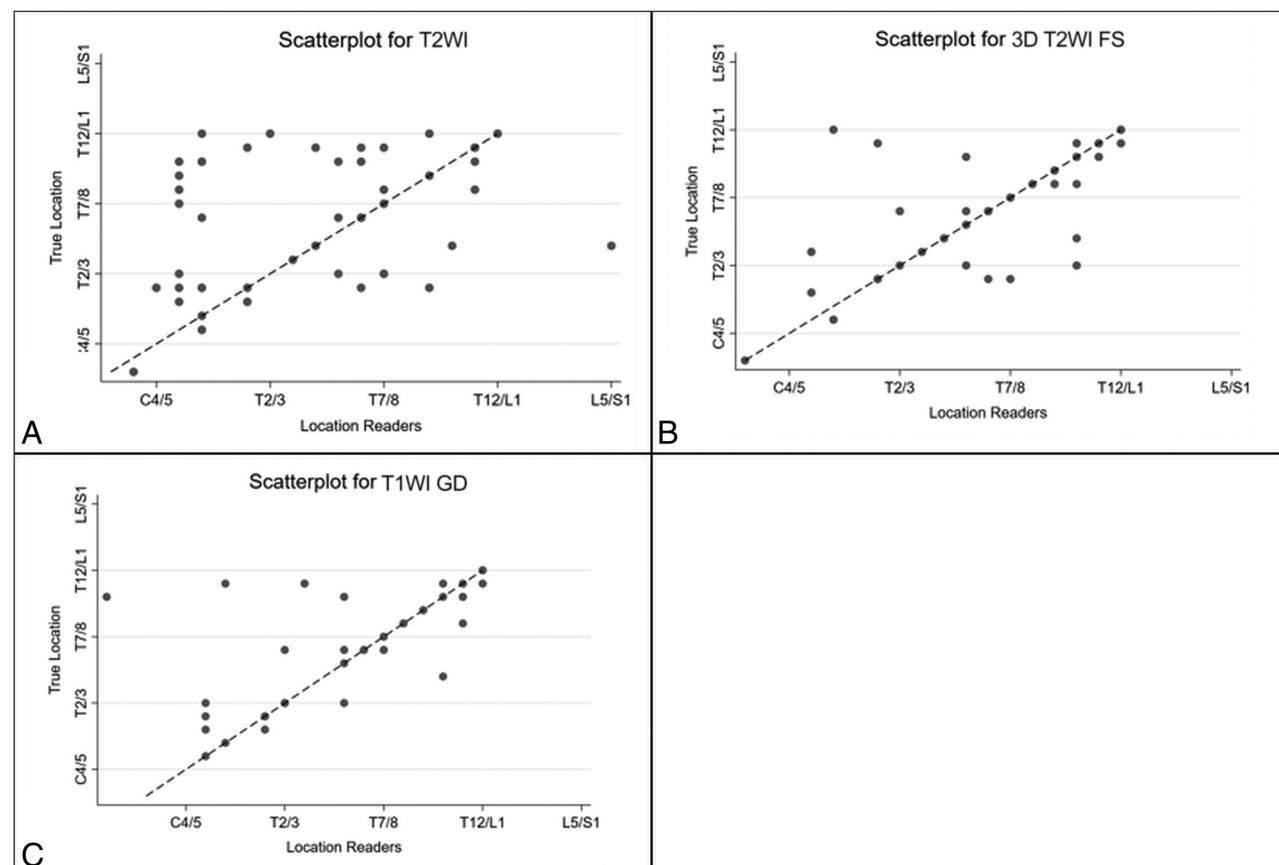 Scatterplot for T2WI
True Location
L5/S1
T12/L1
T7/8
T2/3
:4/5
C4/5 T2/3 T7/8 T12/L1 L5/S1
Location Readers
A
Scatterplot for 3D T2WI FS
True Location
L5/S1
T12/L1
T7/8
T2/3
C4/5
C4/5 T2/3 T7/8 T12/L1 L5/S1
Location Readers
B
Scatterplot for T1WI GD
True Location
L5/S1
T12/L1
T7/8
T2/3
C4/5
C4/5 T2/3 T7/8 T12/L1 L5/S1
Location Readers
C